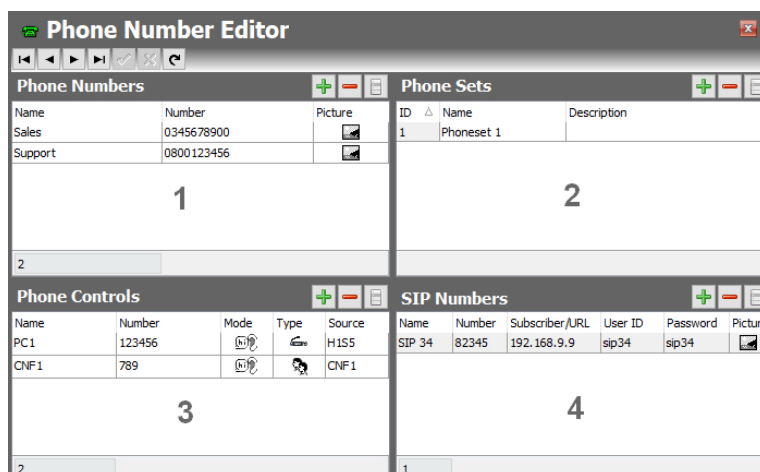 Phone Number Editor
Phone Numbers
Name Number Picture
Sales 0345678900
Support 0800123456
1
2
Phone Sets
ID Name Description
1 Phoneset 1
2
Phone Controls
Name Number Mode Type Source
PC1 123456 hi H1S5
CNF1 789 hi CNF1
3
2
SIP Numbers
Name Number Subscriber/URL User ID Password Pictur
SIP 34 82345 192.168.9.9 sip34 sip34
4
1